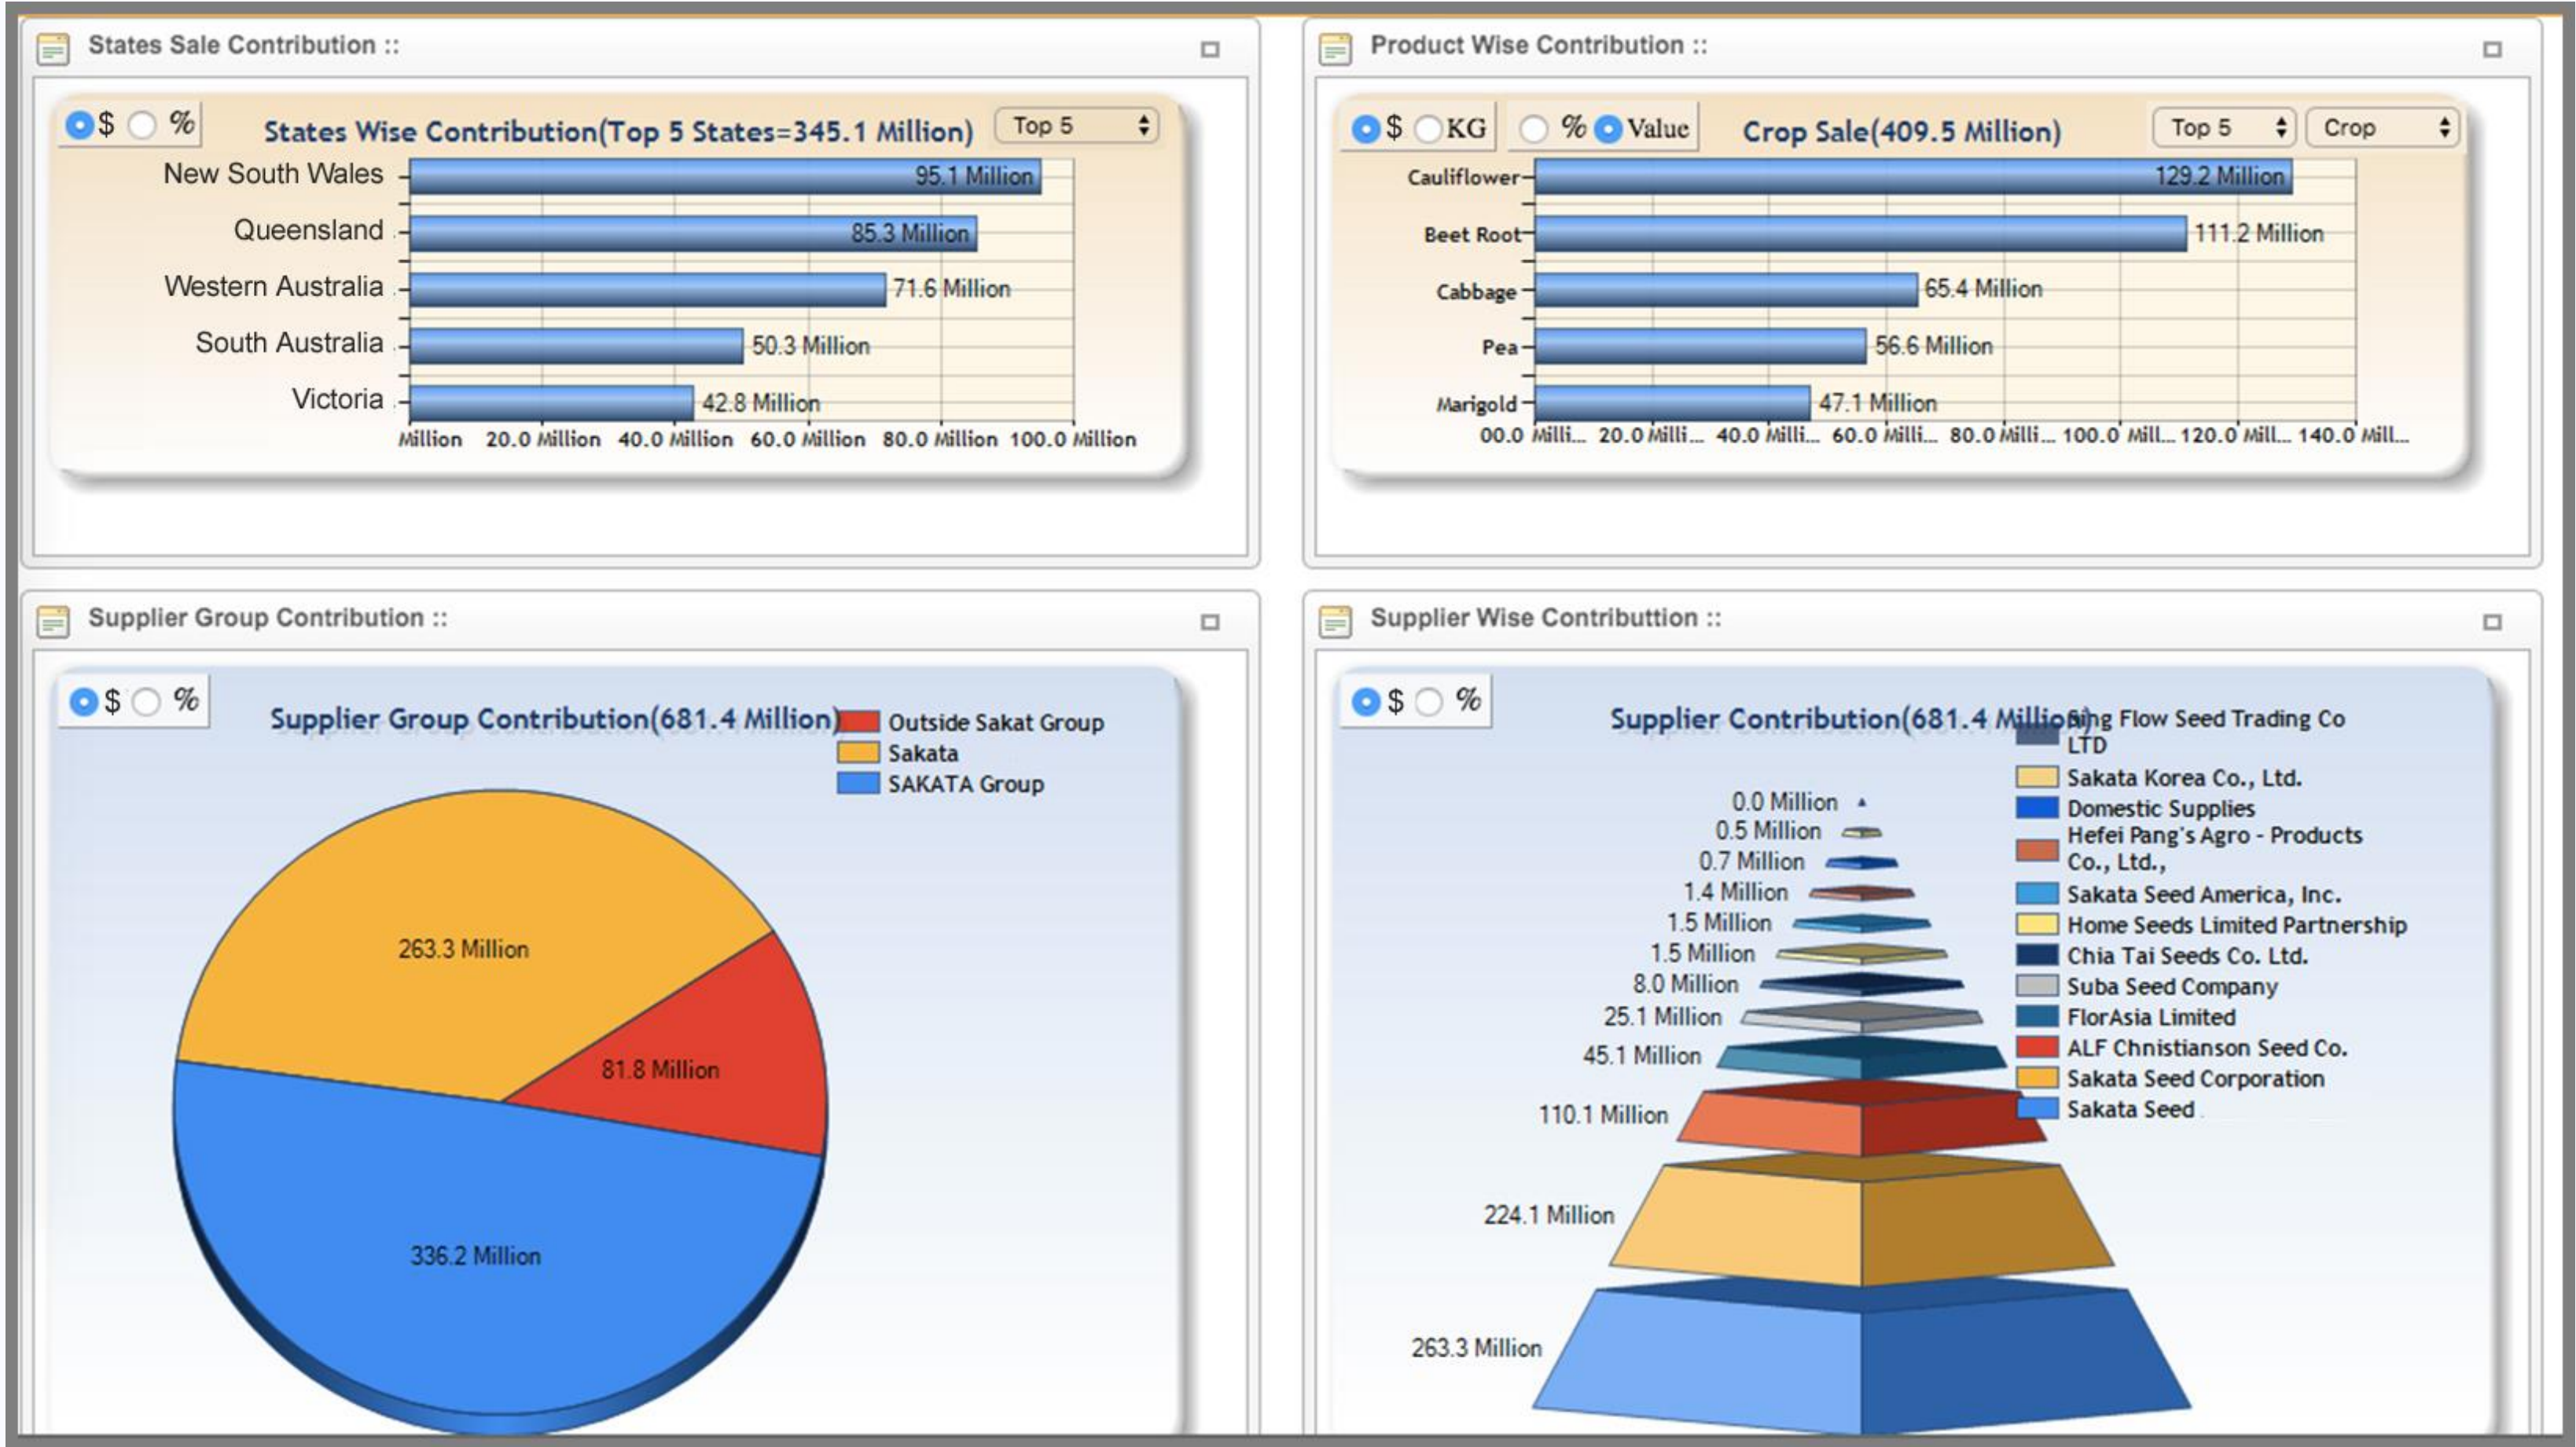 States Sale Contribution ::
$ %
States Wise Contribution(Top 5 States=345.1 Million)
Top 5
New South Wales
95.1 Million
Queensland
85.3 Million
Western Australia
71.6 Million
South Australia
50.3 Million
Victoria
42.8 Million
Million 20.0 Million 40.0 Million 60.0 Million 80.0 Million 100.0 Million
Product Wise Contribution ::
$ KG % Value
Crop Sale(409.5 Million)
Top 5
Crop
Cauliflower
129.2 Million
Beet Root
111.2 Million
Cabbage
65.4 Million
Pea
56.6 Million
Marigold
47.1 Million
00.0 Milli... 20.0 Milli... 40.0 Milli... 60.0 Milli... 80.0 Milli... 100.0 Mill... 120.0 Mill... 140.0 Mill...
Supplier Group Contribution ::
$ %
Supplier Group Contribution(681.4 Million)
Outside Sakat Group
Sakata
SAKATA Group
263.3 Million
81.8 Million
336.2 Million
Supplier Wise Contributtion ::
$ %
Supplier Contribution(681.4 Million)
Flow Seed Trading Co
LTD
Sakata Korea Co., Ltd.
Domestic Supplies
Hefei Pang's Agro - Products
Co., Ltd.,
Sakata Seed America, Inc.
Home Seeds Limited Partnership
Chia Tai Seeds Co. Ltd.
Suba Seed Company
FlorAsia Limited
ALF Chnistianson Seed Co.
Sakata Seed Corporation
Sakata Seed
0.0 Million
0.5 Million
0.7 Million
1.4 Million
1.5 Million
1.5 Million
8.0 Million
25.1 Million
45.1 Million
110.1 Million
224.1 Million
263.3 Million